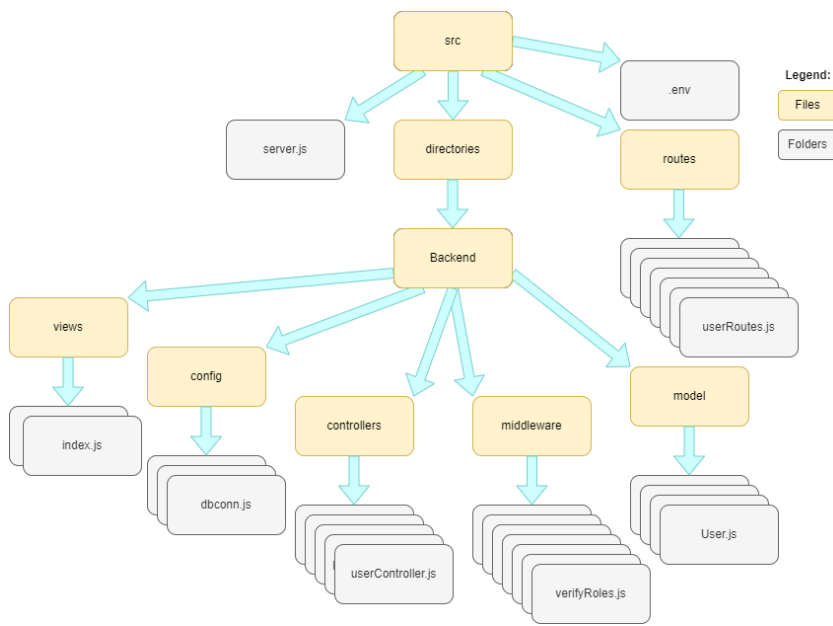 src
.env
Legend:
Files
Folders
server.js
directories
routes
Backend
views
userRoutes.js
config
model
controllers
middleware
index.js
dbconn.js
User.js
userController.js
verifyRoles.js